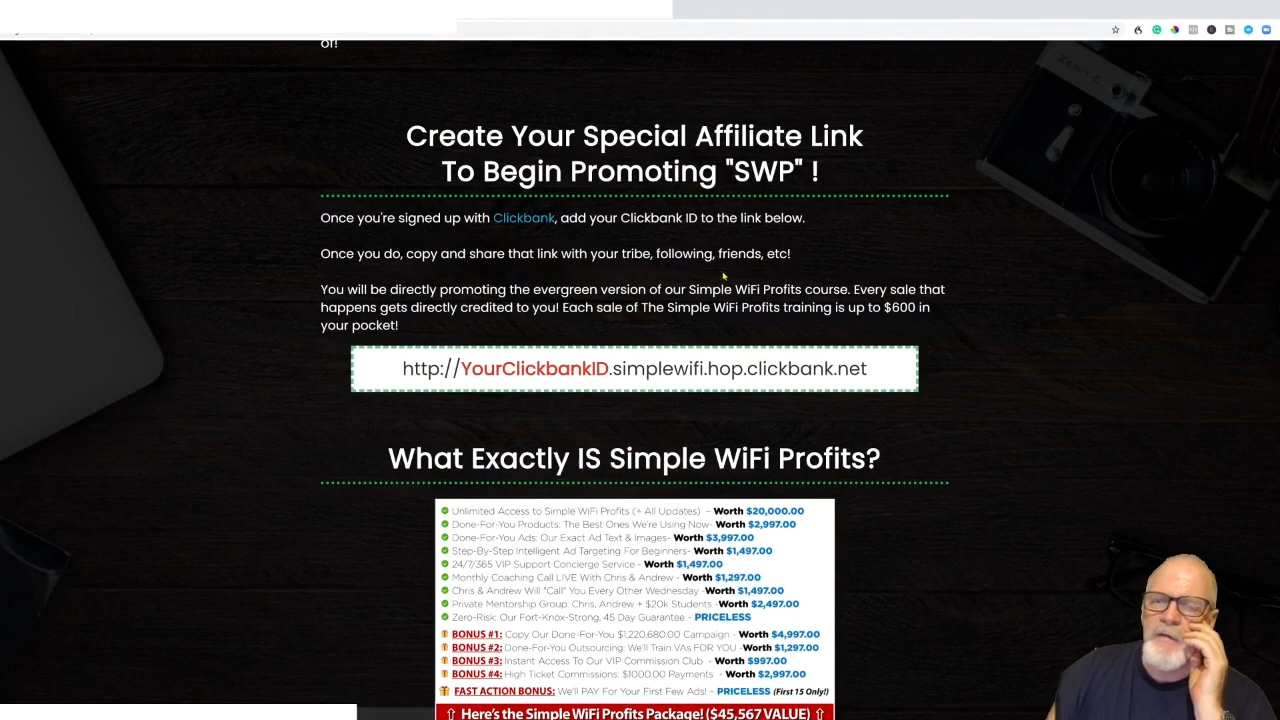 of!
Create Your Special Affiliate Link
To Begin Promoting "SWP" !
Once you're signed up with Clickbank, add your Clickbank ID to the link below.
Once you do, copy and share that link with your tribe, following, friends, etc!
You will be directly promoting the evergreen version of our Simple WiFi Profits course. Every sale that
happens gets directly credited to you! Each sale of The Simple WiFi Profits training is up to $600 in
your pocket!
http://YourClickbankID.simplewifi.hop.clickbank.net
What Exactly IS Simple WiFi Profits?
Unlimited Access to Simple WiFi Profits (+ All Updates) - Worth $20,000.00
Done-For-You Products: The Best Ones We're Using Now- Worth $2,997.00
Done-For-You Ads: Our Exact Ad Text & Images- Worth $3,997.00
Step-By-Step Intelligent Ad Targeting For Beginners- Worth $1,497.00
24/7/365 VIP Support Concierge Service - Worth $1,497.00
Monthly Coaching Call LIVE With Chris & Andrew - Worth $1,297.00
Chris & Andrew Will "Call" You Every Other Wednesday -Worth $1,497.00
Private Mentorship Group: Chris, Andrew + $20k Students -Worth $2,497.00
Zero-Risk: Our Fort-Knox-Strong, 45 Day Guarantee - PRICELESS
BONUS #1: Copy Our Done-For-You $1,220,680.00 Campaign - Worth $4,997.00
BONUS #2: Done-For-You Outsourcing: We'll Train VAs FOR YOU -Worth $1,297.00
BONUS #3: Instant Access To Our VIP Commission Club - Worth $997.00
BONUS #4: High Ticket Commissions: $1000.00 Payments - Worth $2,997.00
FAST ACTION BONUS: We'll PAY For Your First Few Ads! - PRICELESS (First 15 Only!)
⇧ Here's the Simple WiFi Profits Package! ($45,567 VALUE) ⇧
ZENIT-E